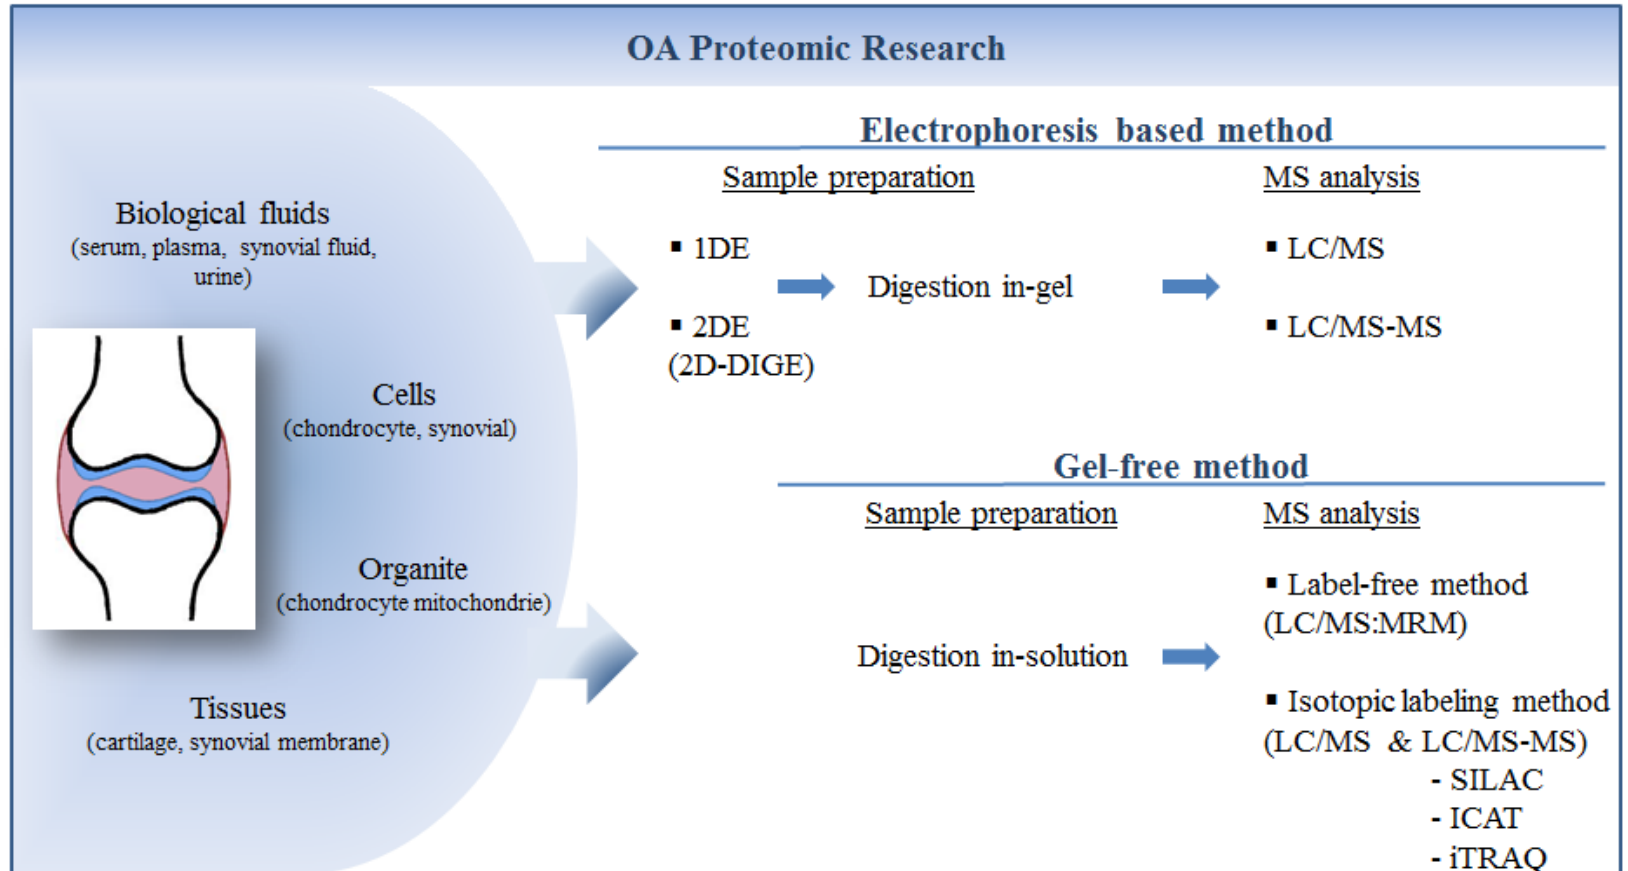 OA Proteomic Research
Biological fluids
(serum, plasma, synovial fluid,
urine)
Cells
(chondrocyte, synovial)
Organite
(chondrocyte mitochondrie)
Tissues
(cartilage, synovial membrane)
Electrophoresis based method
Sample preparation
MS analysis
▪ 1DE
▪ 2DE
(2D-DIGE)
Digestion in-gel
▪ LC/MS
▪ LC/MS-MS
Gel-free method
Sample preparation
MS analysis
Digestion in-solution
▪ Label-free method
(LC/MS:MRM)
▪ Isotopic labeling method
(LC/MS & LC/MS-MS)
- SILAC
- ICAT
- iTRAQ